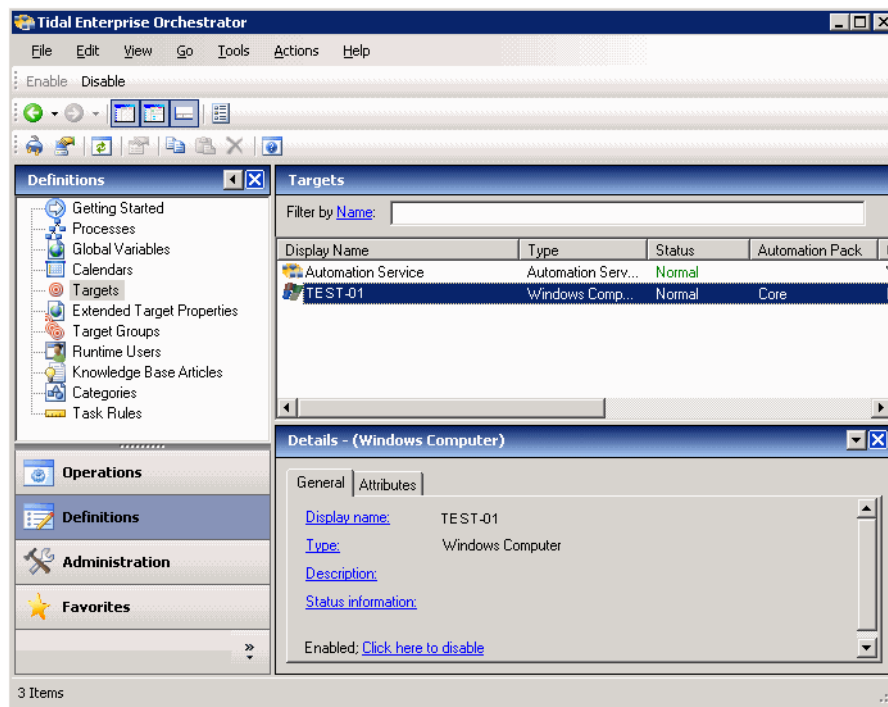 Tidal Enterprise Orchestrator
File Edit View Go Tools Actions Help
Enable Disable
Definitions
Getting Started
Processes
Global Variables
Calendars
Targets
Extended Target Properties
Target Groups
Runtime Users
Knowledge Base Articles
Categories
Task Rules
Operations
Definitions
Administration
Favorites
Targets
Filter by Name:
Display Name Type Status Automation Pack
Automation Service Automation Serv... Normal
TEST-01 Windows Comp... Normal Core
Details - (Windows Computer)
General Attributes
Display name: TEST-01
Type: Windows Computer
Description:
Status information:
Enabled; Click here to disable
3 Items